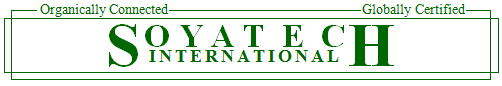 Organically Connected Globally Certified
SOYATECH
INTERNATIONAL